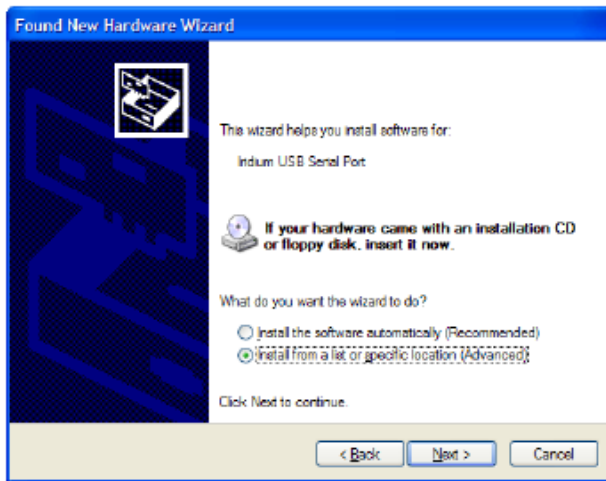 Found New Hardware Wizard
This wizard helps you install software for:
Iridium USB Serial Port
If your hardware came with an installation CD
or floppy disk, insert it now.
What do you want the wizard to do?
Install the software automatically (Recommended)
Install from a list or specific location (Advanced)
Click Next to continue.
< Back
Next >
Cancel